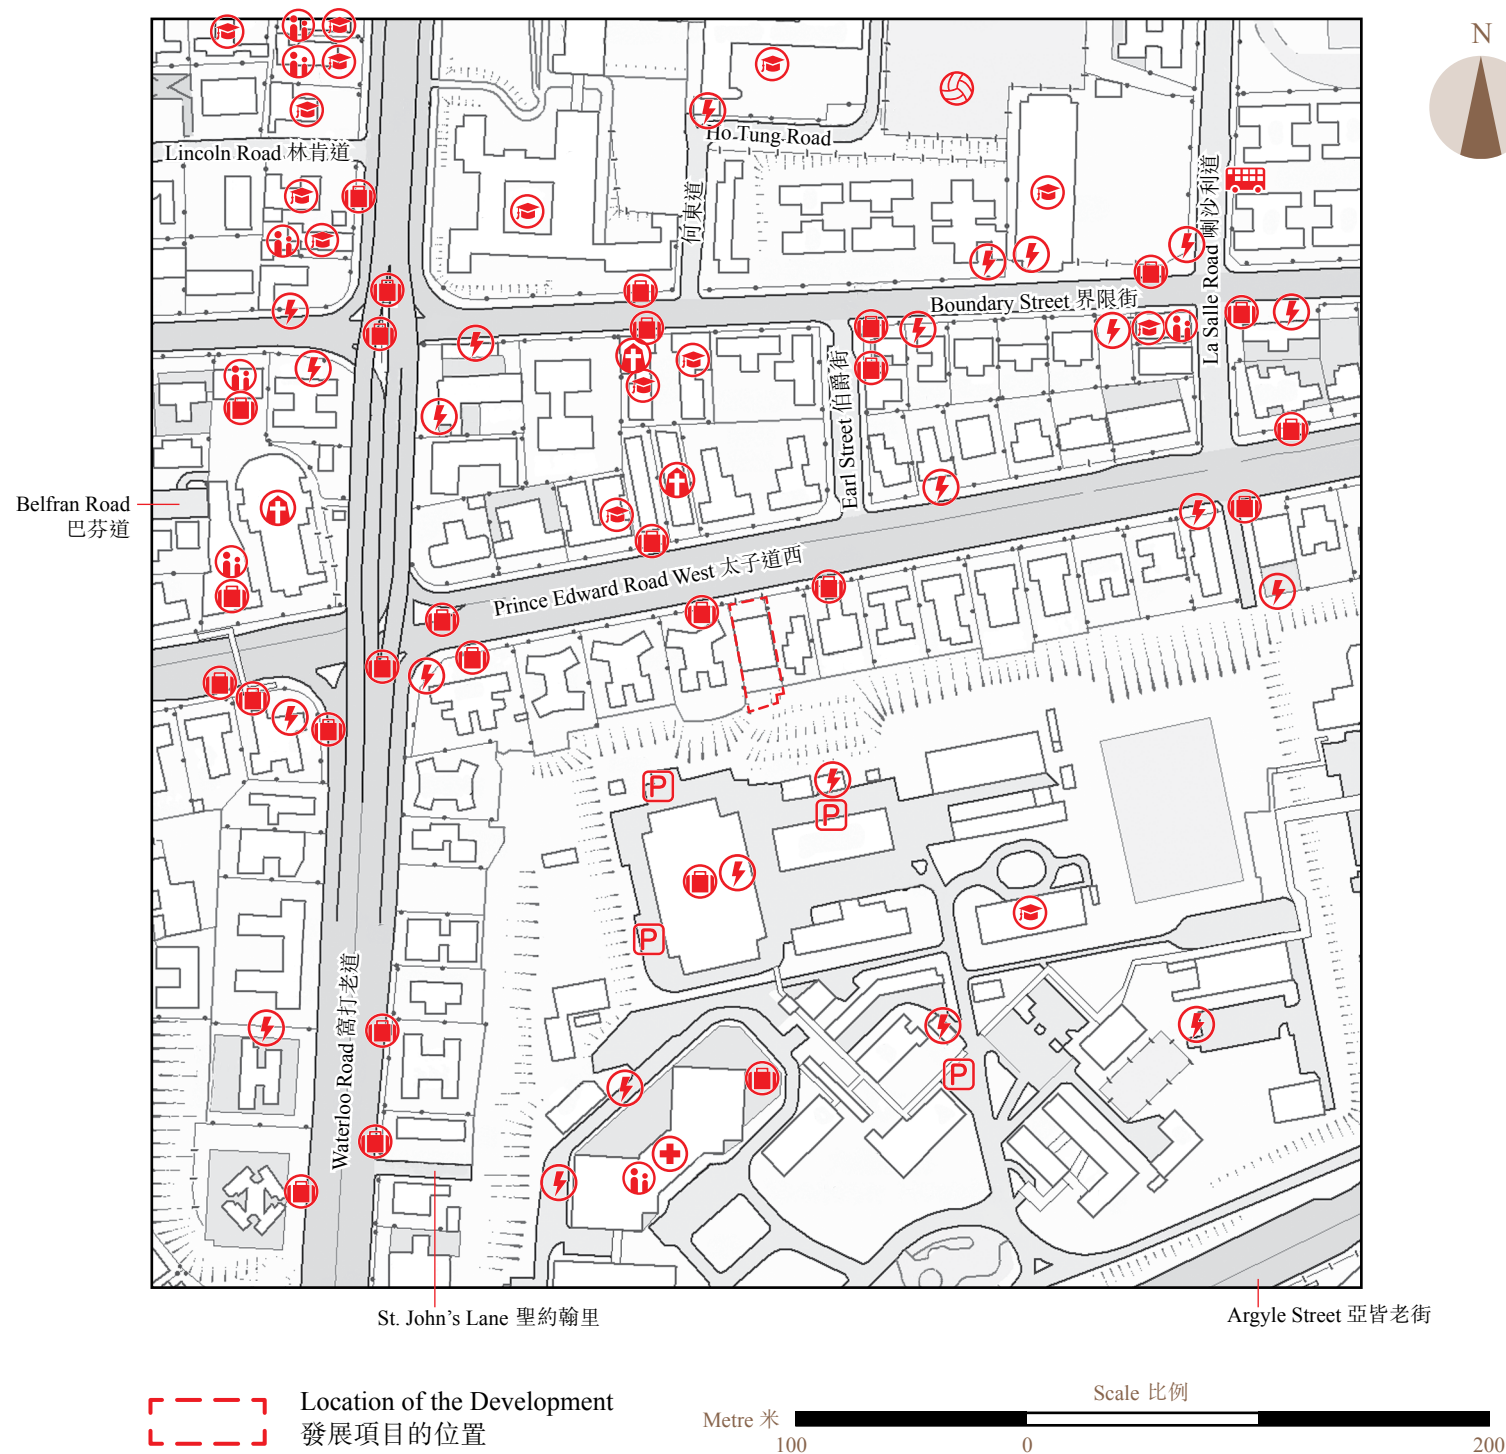 N
Lincoln Road 林肯道
Ho Tung Road
何東道
La Salle Road 喇沙利道
Boundary Street 界限街
Earl Street 伯爵街
Belfran Road
巴芬道
Prince Edward Road West 太子道西
P
P
P
P
Waterloo Road 窩打老道
St. John’s Lane 聖約翰里
Argyle Street 亞皆老街
Location of the Development
發展項目的位置
Scale 比例
Metre 米
100 0 200